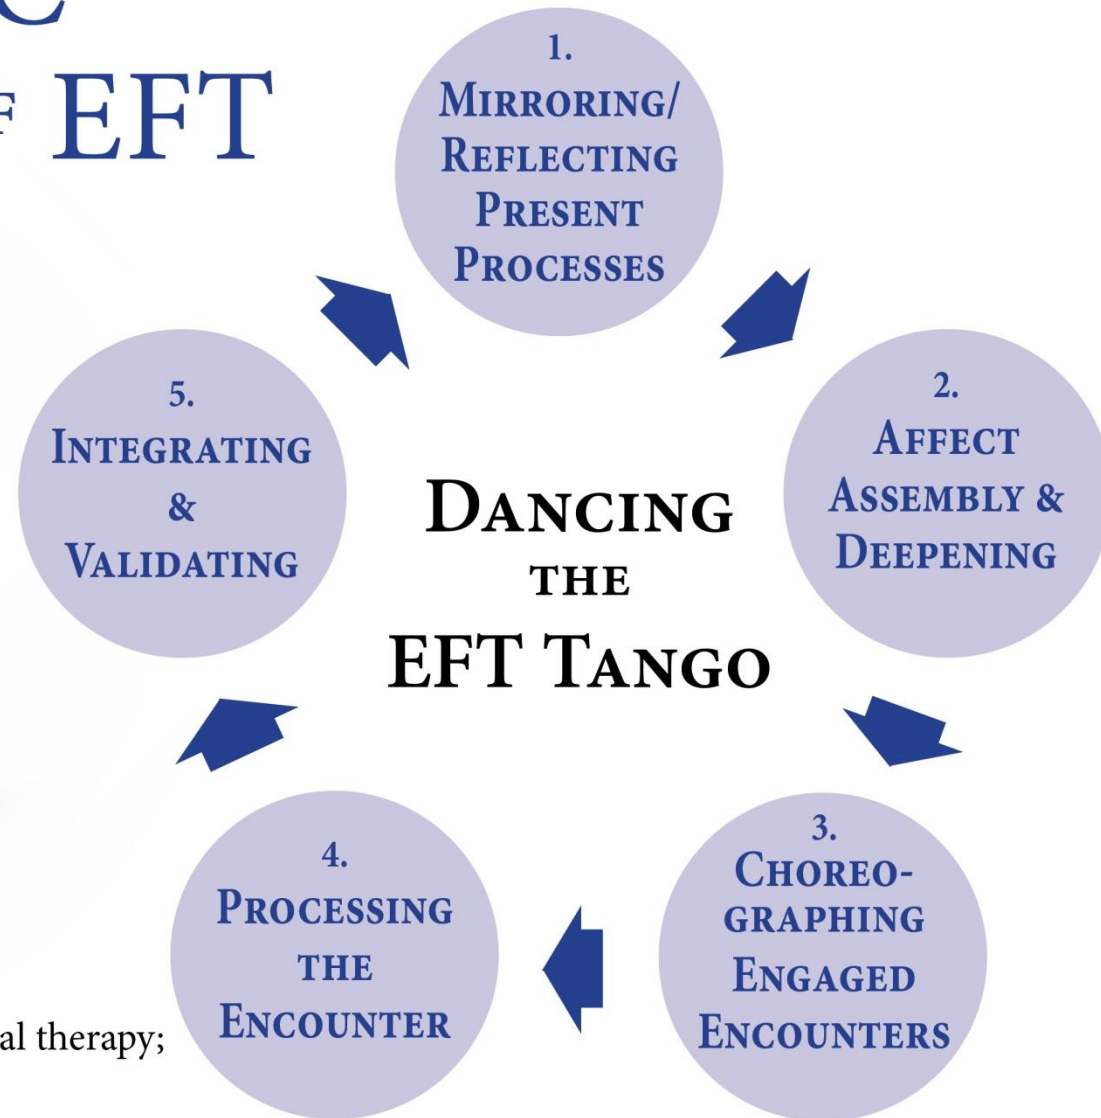 C
F EFT
1.
MIRRORING/
REFLECTING
PRESENT
PROCESSES
2.
AFFECT
ASSEMBLY &
DEEPENING
3.
CHOREO-
GRAPHING
ENGAGED
ENCOUNTERS
4.
PROCESSING
THE
ENCOUNTER
5.
INTEGRATING
&
VALIDATING
DANCING
THE
EFT TANGO
al therapy;